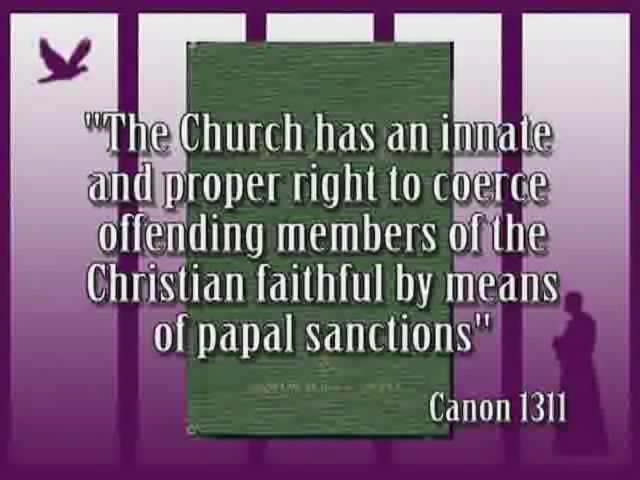 "The Church has an innate
and proper right to coerce
offending members of the
Christian faithful by means
of papal sanctions"
Canon 1311